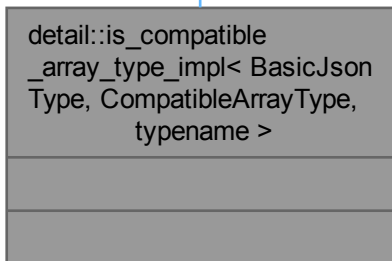 detail::is_compatible
_array_type_impl< BasicJson
Type, CompatibleArrayType,
typename >